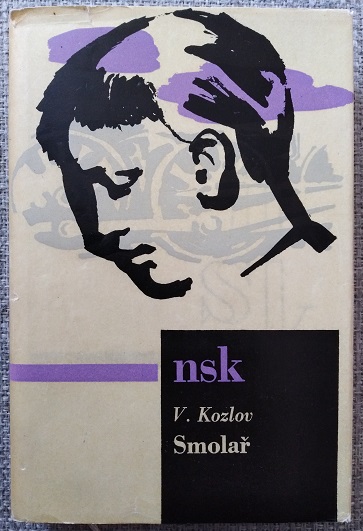 nsk
V. Kozlov
Smolař